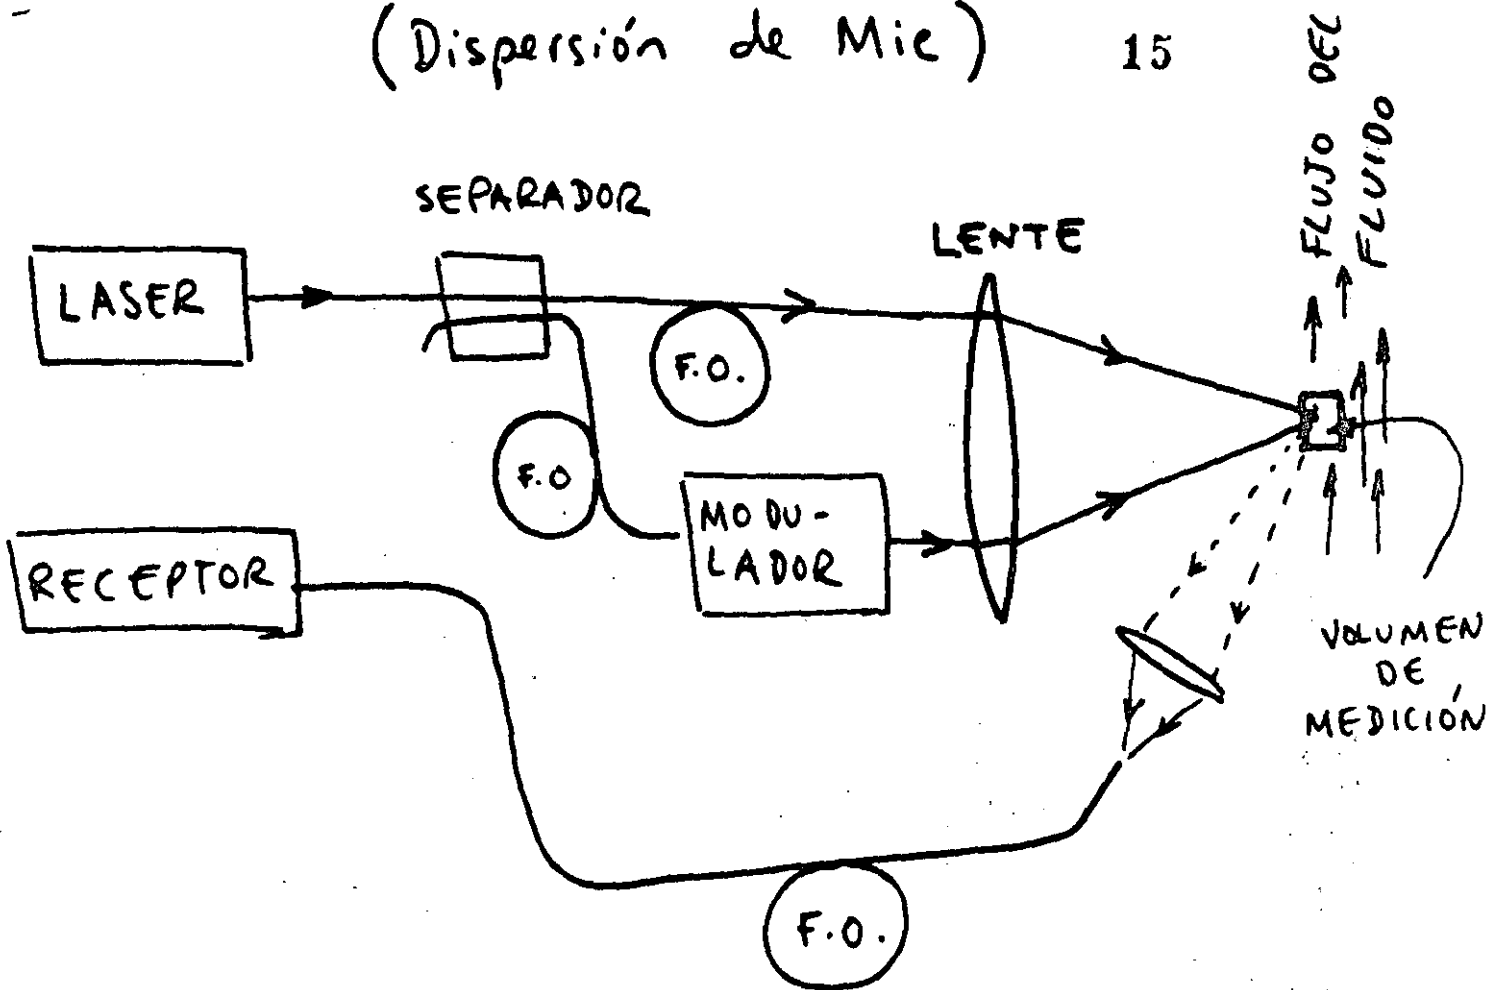 (Dispersión de Mie)
15
FLUJO DEL
FLUIDO
SEPARADOR
LENTE
LASER
F.O.
F.O
MODU-
LADOR
RECEPTOR
VOLUMEN
DE
MEDICIÓN
F.O.